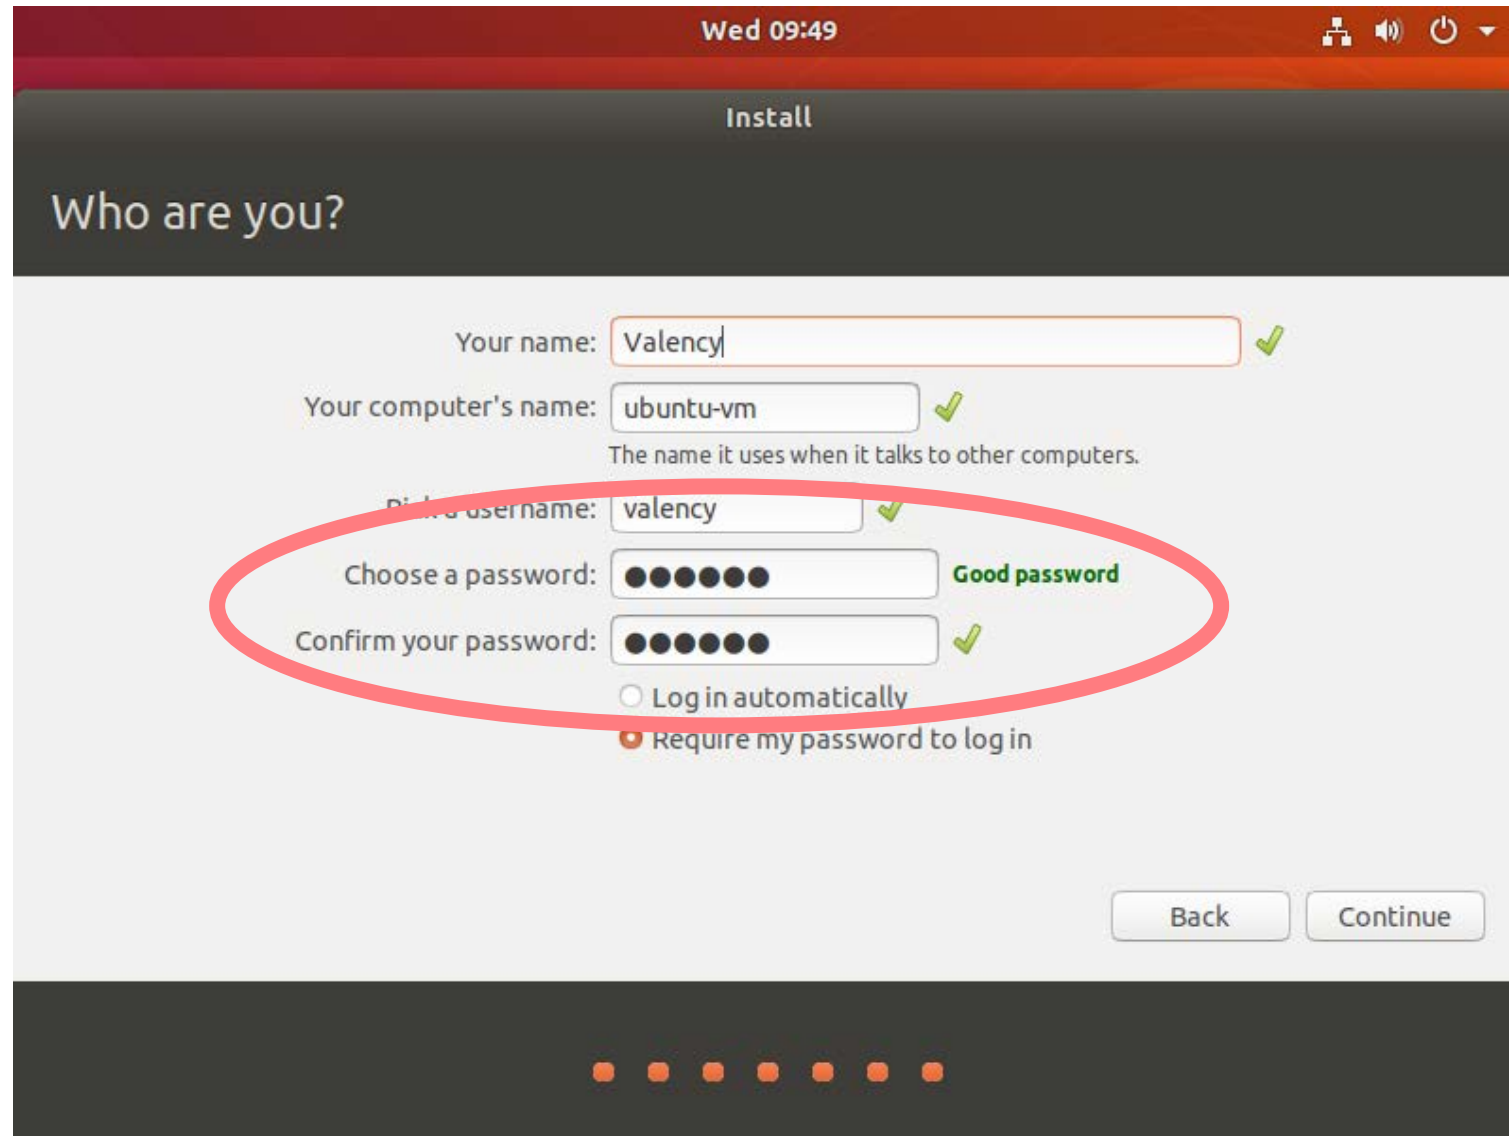 Wed 09:49
Install
Who are you?
Your name: Valency
Your computer's name: ubuntu-vm
The name it uses when it talks to other computers.
Pick a username: valency
Choose a password: ●●●●●● Good password
Confirm your password: ●●●●●●
Log in automatically
Require my password to log in
Back Continue